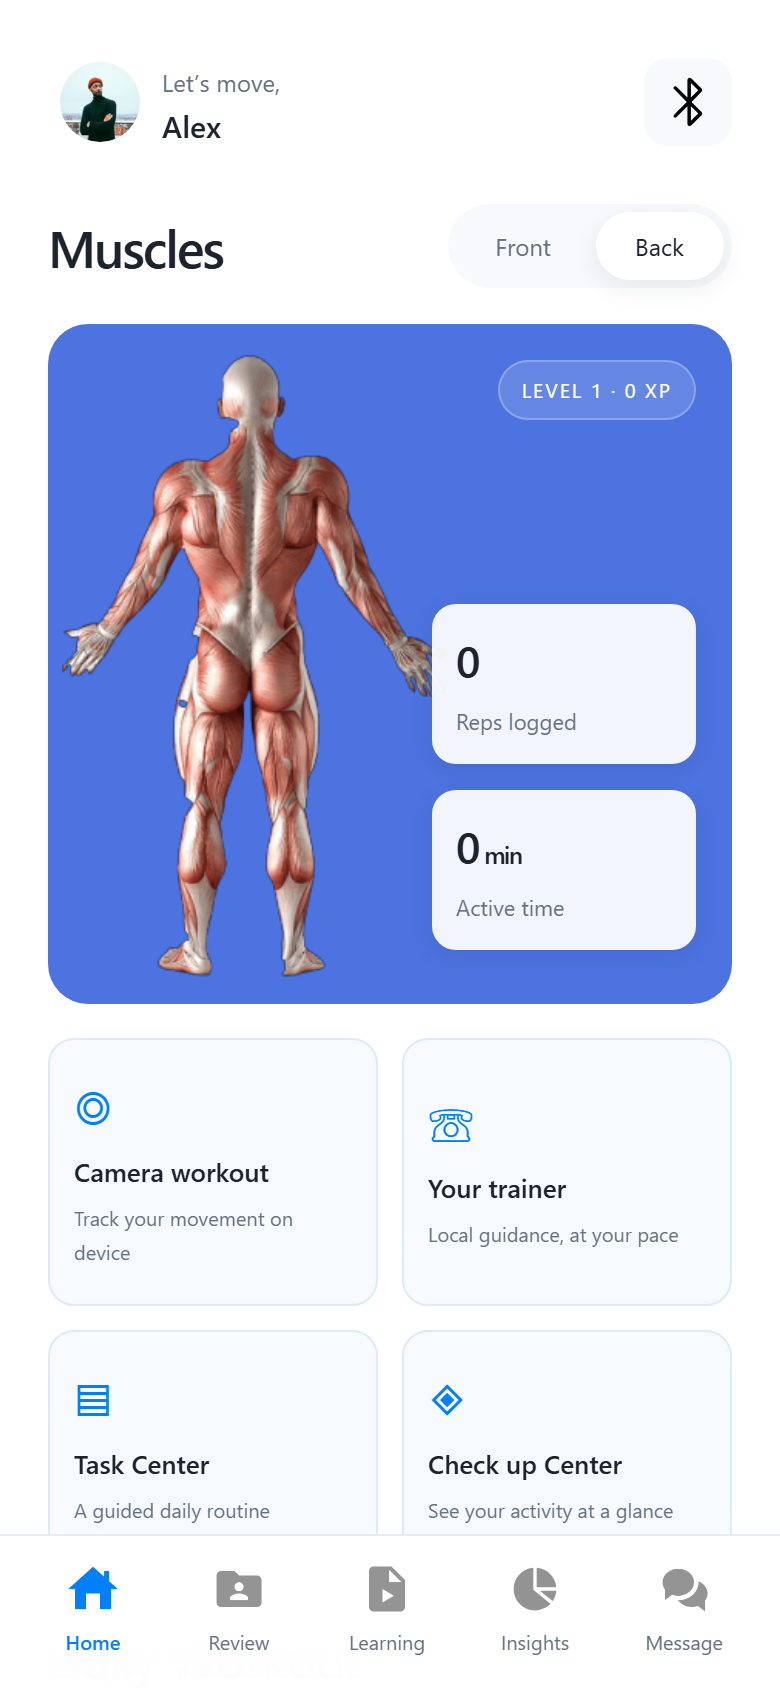 Let’s move,
Alex
Muscles
Front
Back
LEVEL 1 · 0 XP
0
Reps logged
0 min
Active time
Camera workout
Track your movement on
device
Your trainer
Local guidance, at your pace
Task Center
A guided daily routine
Check up Center
See your activity at a glance
Home
Review
Learning
Insights
Message